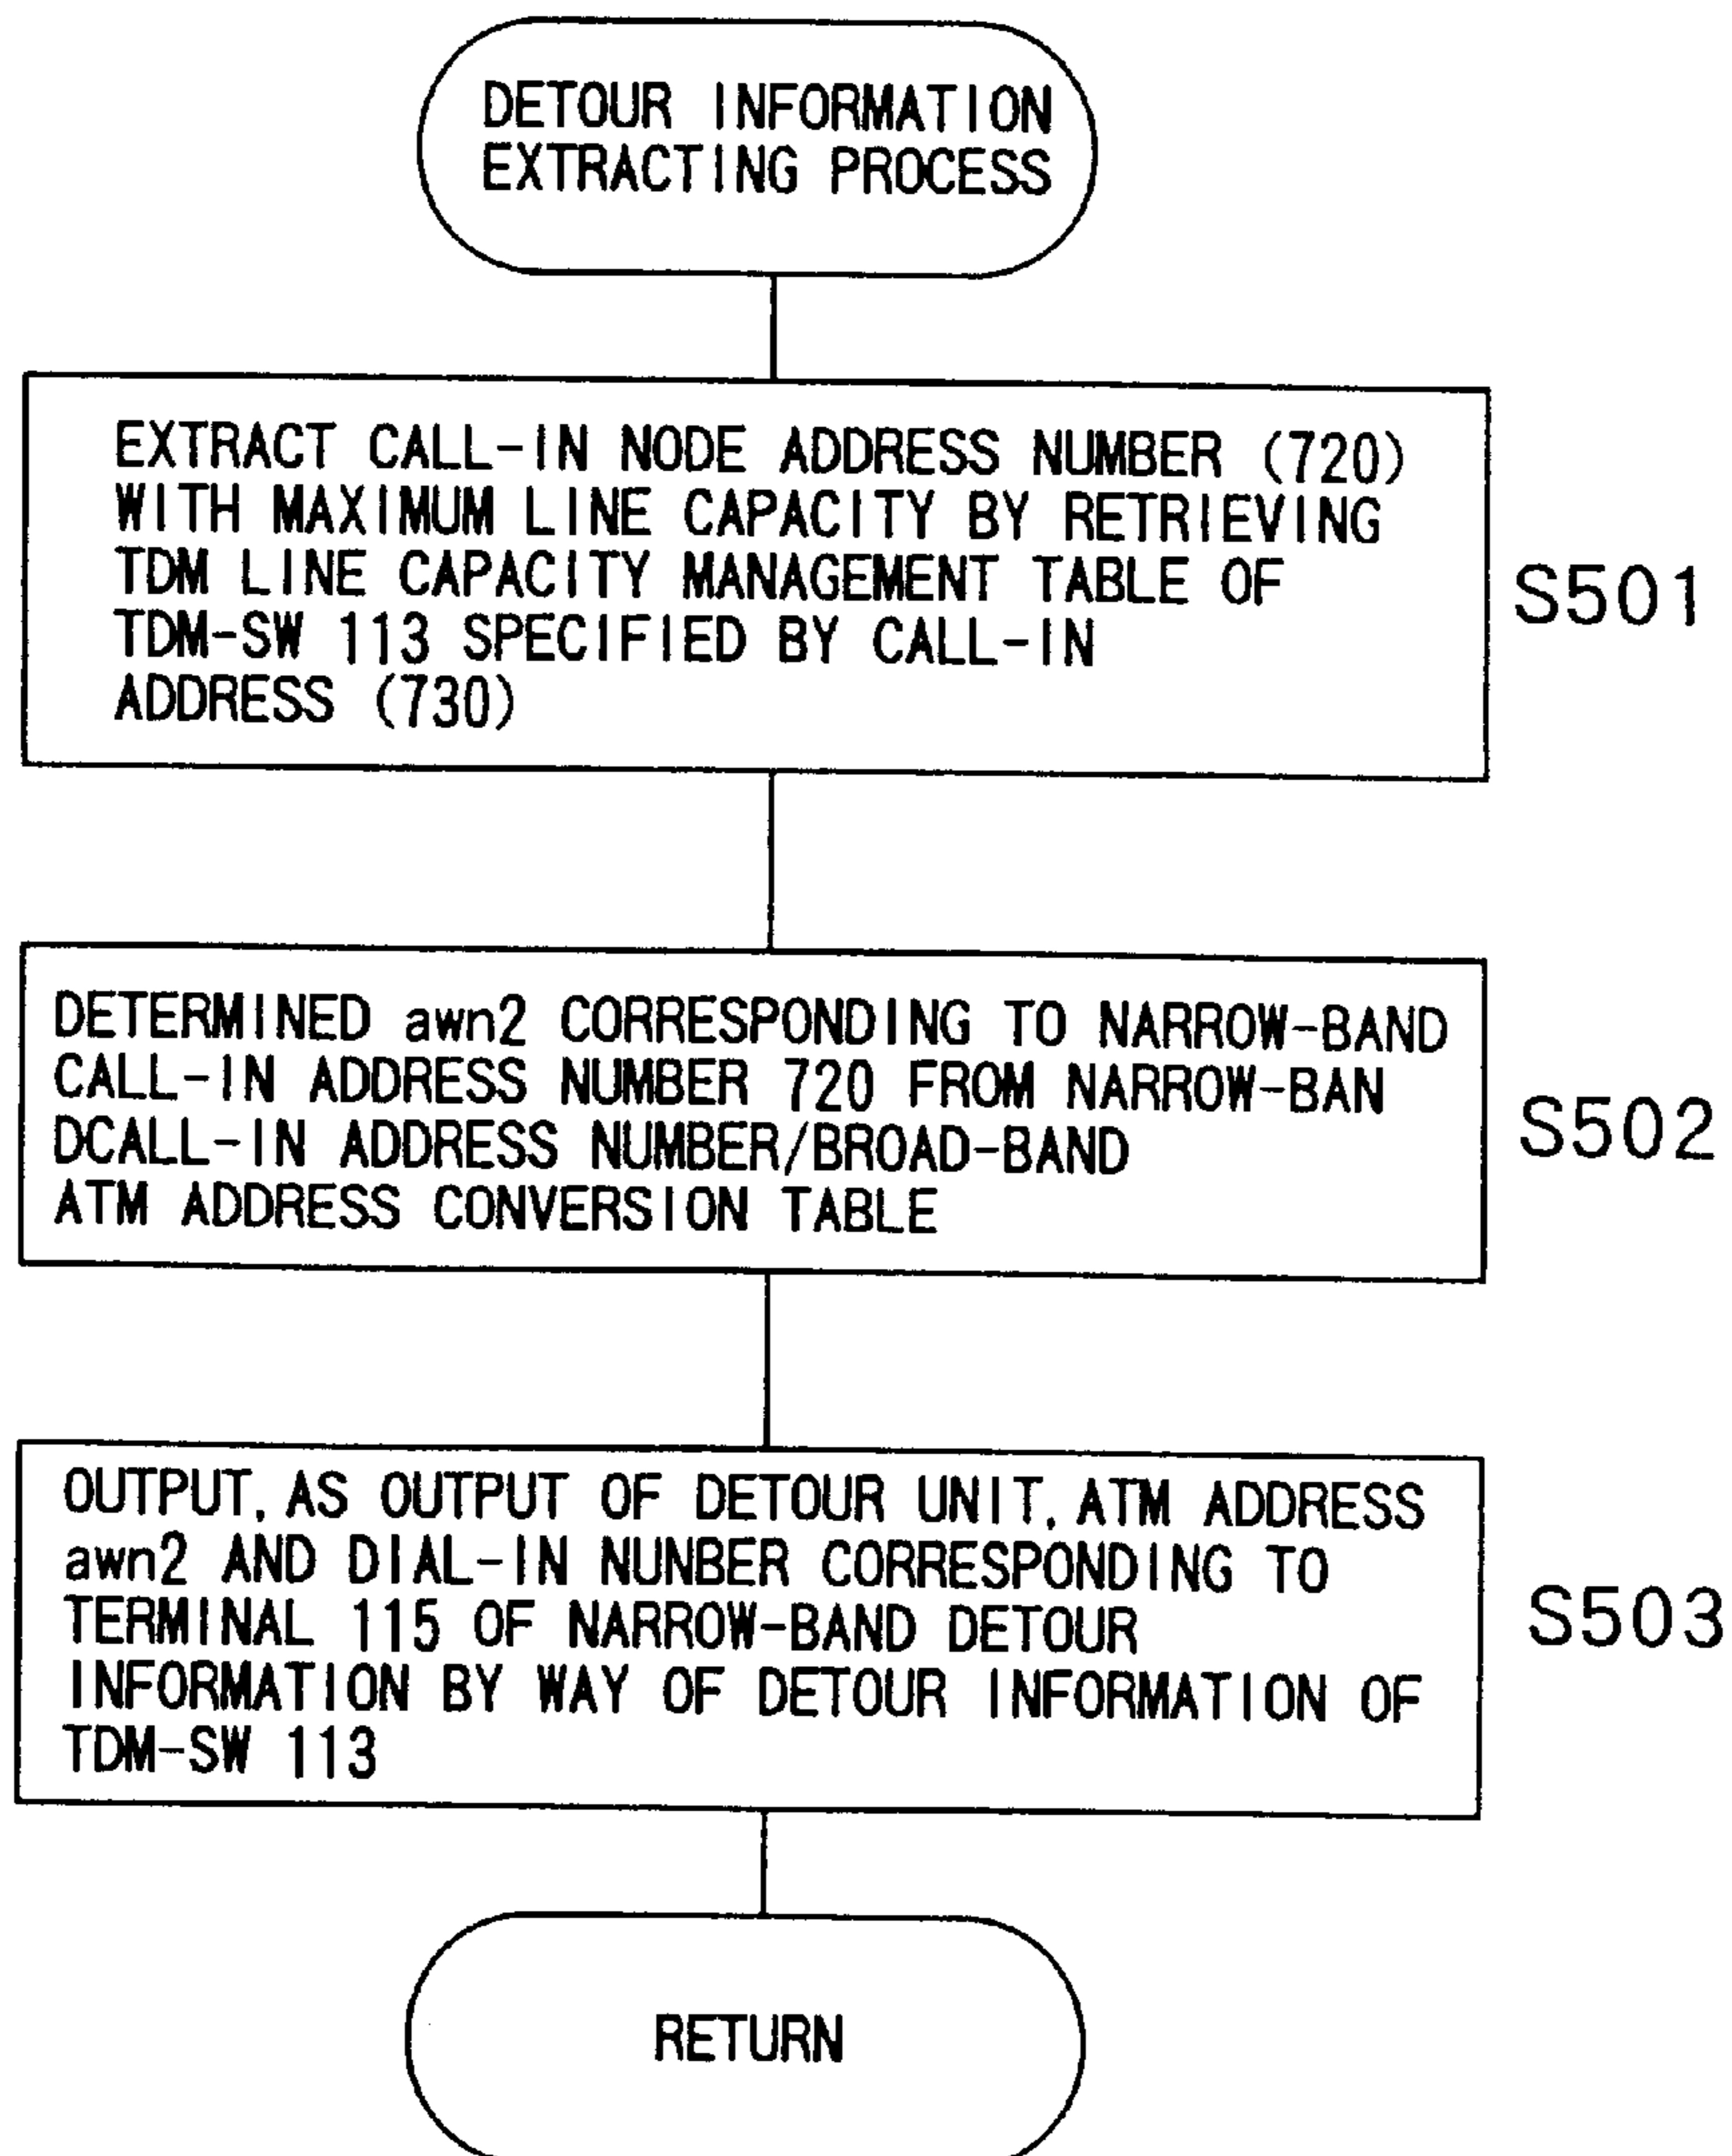 DETOUR INFORMATION
EXTRACTING PROCESS
EXTRACT CALL-IN NODE ADDRESS NUMBER (720)
WITH MAXIMUM LINE CAPACITY BY RETRIEVING
TDM LINE CAPACITY MANAGEMENT TABLE OF
TDM-SW 113 SPECIFIED BY CALL-IN
ADDRESS (730)
S501
DETERMINED awn2 CORRESPONDING TO NARROW-BAND
CALL-IN ADDRESS NUMBER 720 FROM NARROW-BAN
DCALL-IN ADDRESS NUMBER/BROAD-BAND
ATM ADDRESS CONVERSION TABLE
S502
OUTPUT, AS OUTPUT OF DETOUR UNIT, ATM ADDRESS
awn2 AND DIAL-IN NUNBER CORRESPONDING TO
TERMINAL 115 OF NARROW-BAND DETOUR
INFORMATION BY WAY OF DETOUR INFORMATION OF
TDM-SW 113
S503
RETURN